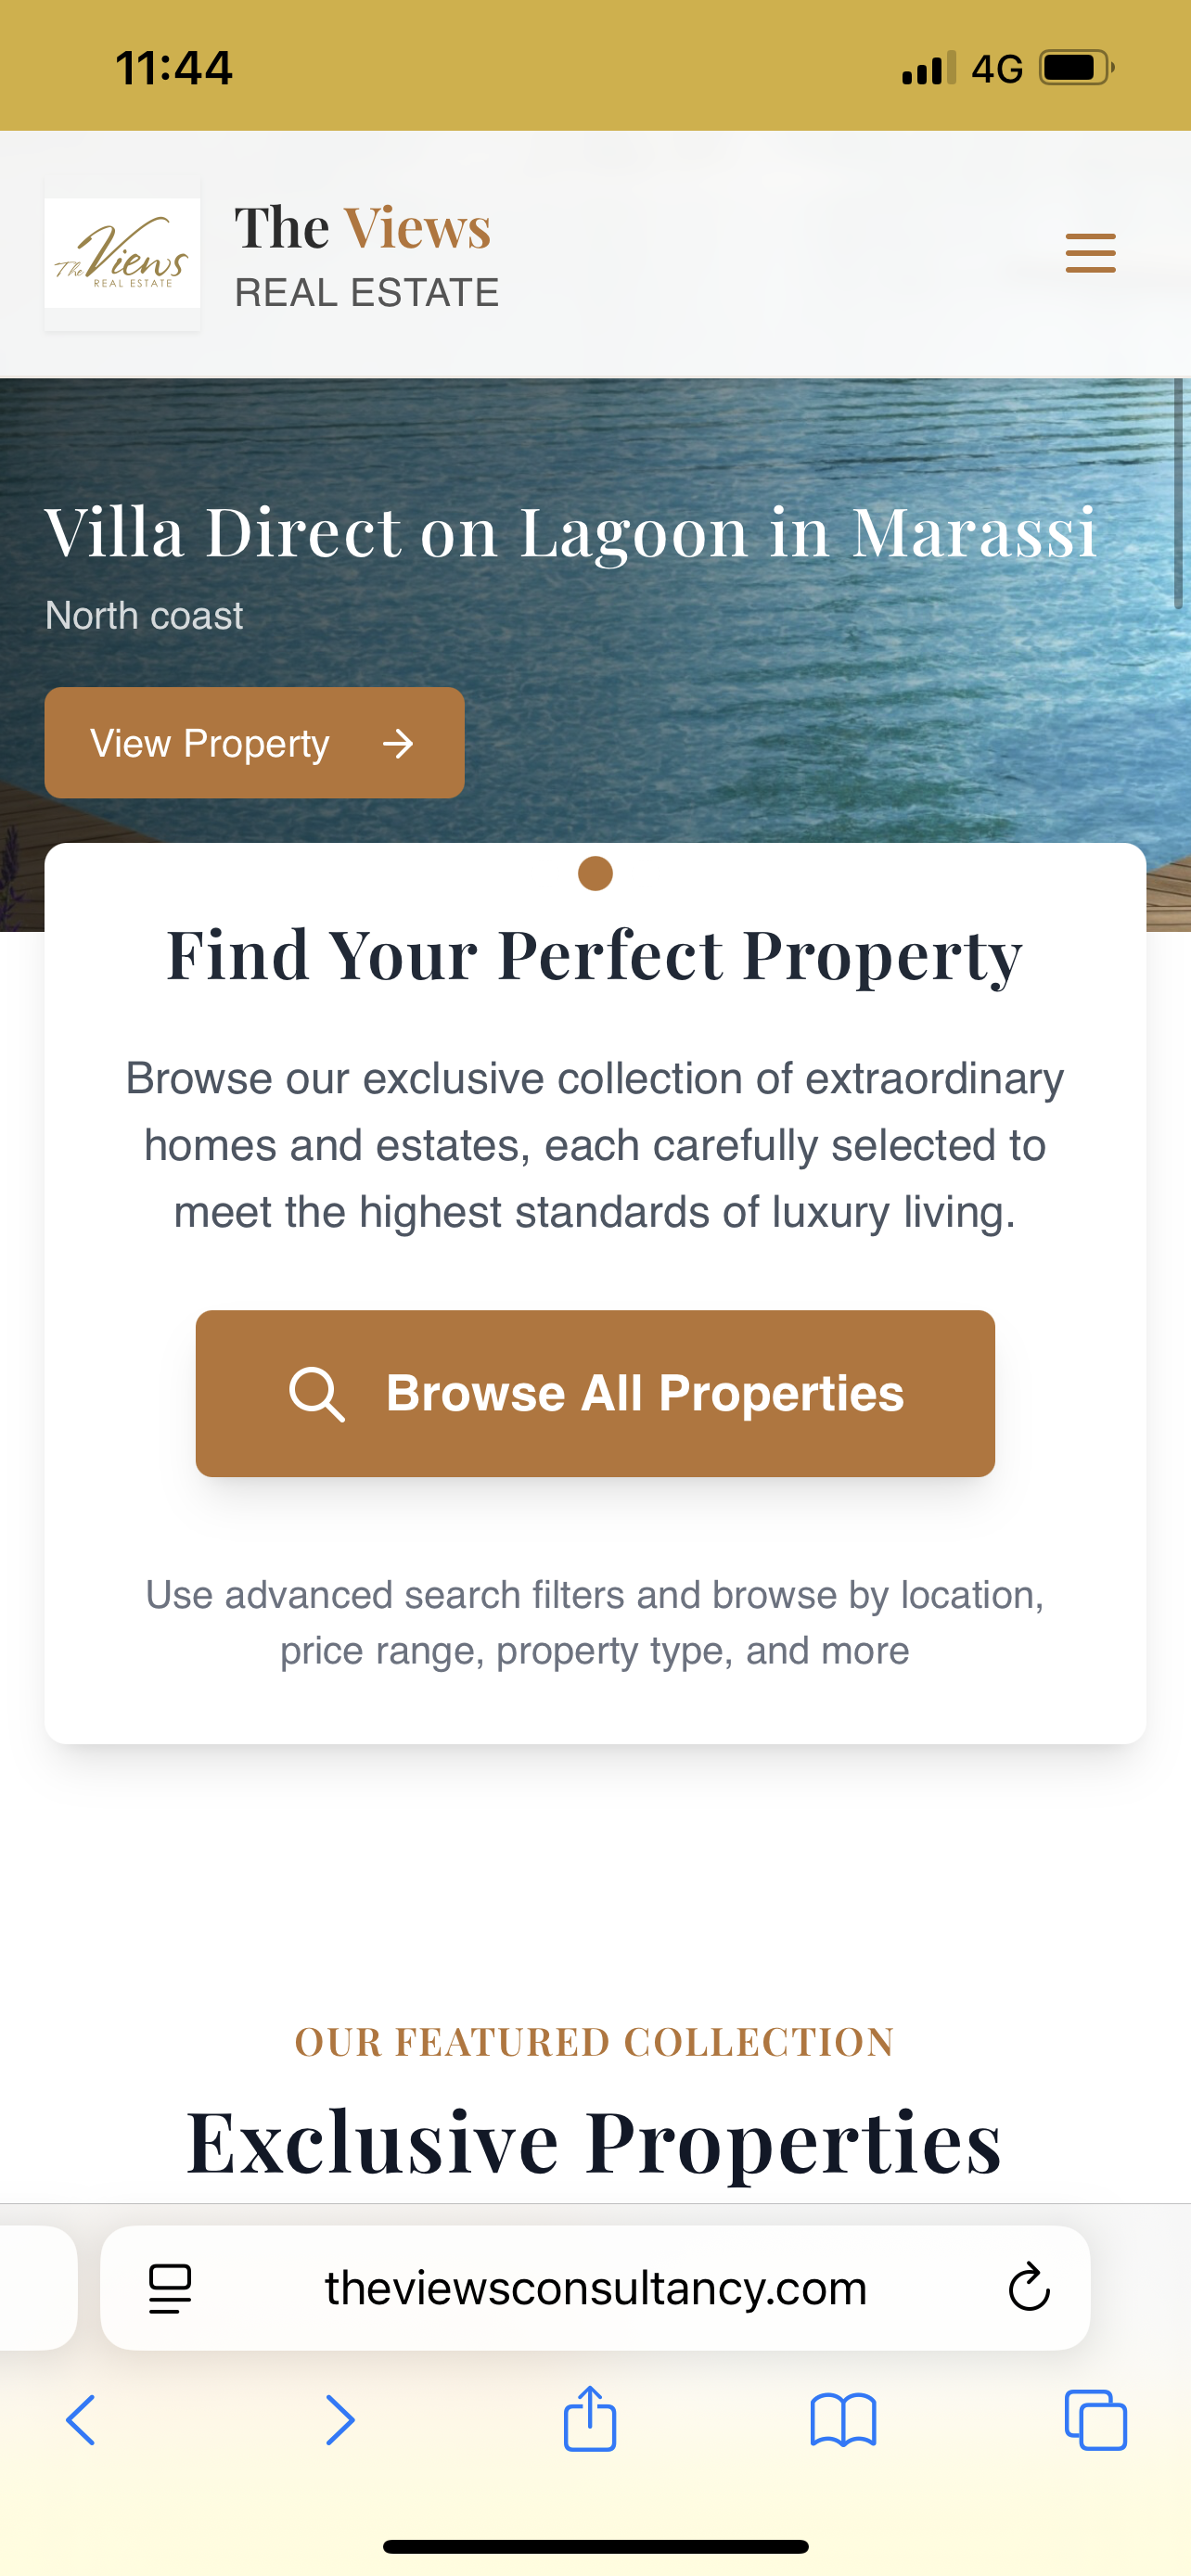 11:44
4G
The Views
REAL ESTATE
The Views
REAL ESTATE
Villa Direct on Lagoon in Marassi
North coast
View Property
Find Your Perfect Property
Browse our exclusive collection of extraordinary
homes and estates, each carefully selected to
meet the highest standards of luxury living.
Browse All Properties
Use advanced search filters and browse by location,
price range, property type, and more
OUR FEATURED COLLECTION
Exclusive Properties
theviewsconsultancy.com